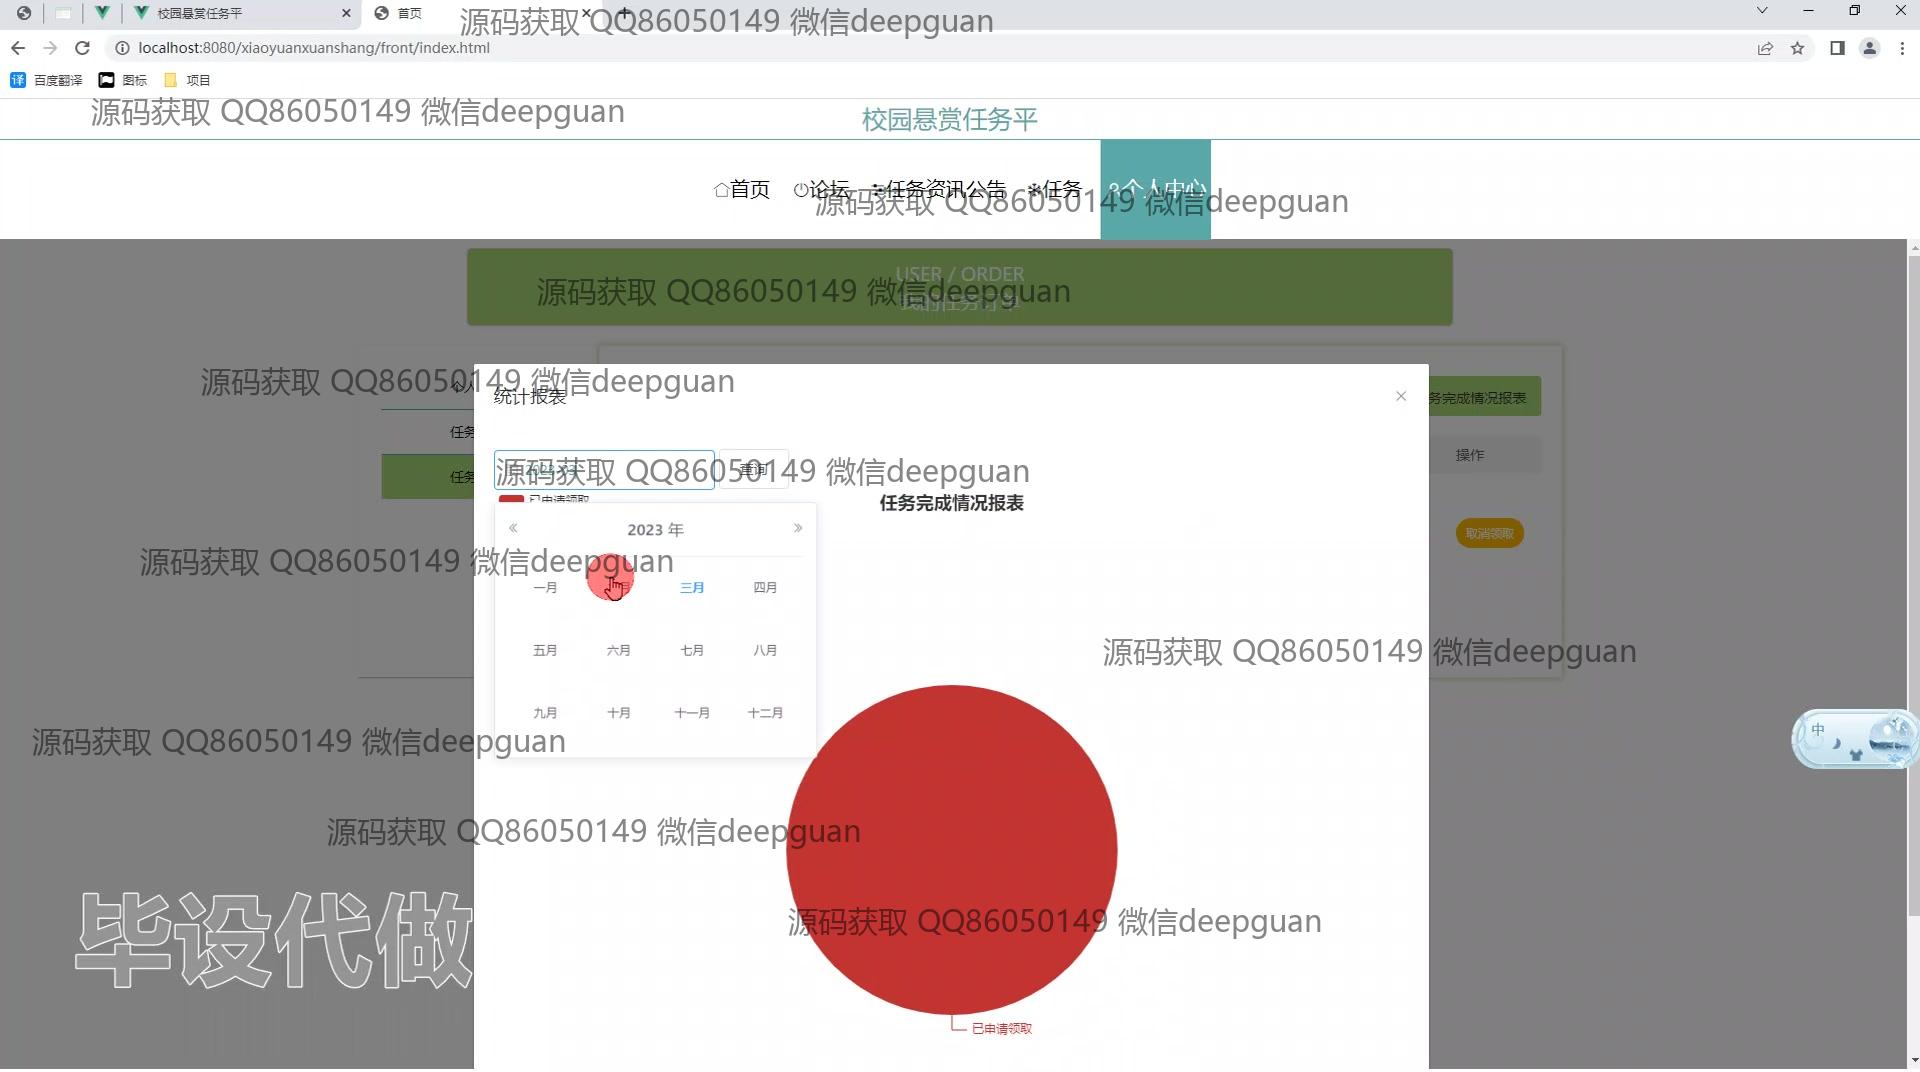 校园悬赏任务平
首页
源码获取 QQ86050149 微信deepguan
localhost:8080/xiaoyuanxuanshang/front/index.html
百度翻译
图标
项目
源码获取 QQ86050149 微信deepguan
校园悬赏任务平
首页
论坛
任务资讯公告
任务
个人中心
源码获取 QQ86050149 微信deepguan
USER / ORDER
我的任务订单
源码获取 QQ86050149 微信deepguan
源码获取 QQ86050149 微信deepguan
个人
统计报表
务完成情况报表
任务
查询
源码获取 QQ86050149 微信deepguan
操作
任务
已申请领取
任务完成情况报表
2023 年
取消领取
源码获取 QQ86050149 微信deepguan
一月
三月
四月
五月
六月
七月
八月
源码获取 QQ86050149 微信deepguan
九月
十月
十一月
十二月
中
源码获取 QQ86050149 微信deepguan
源码获取 QQ86050149 微信deepguan
源码获取 QQ86050149 微信deepguan
毕设代做
已申请领取